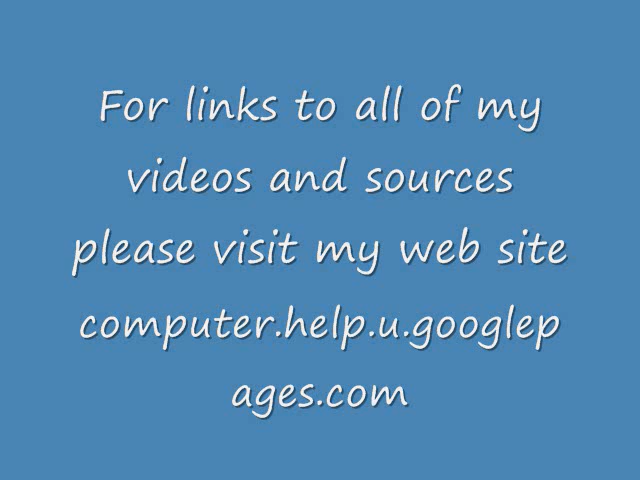 For links to all of my
videos and sources
please visit my web site
computer.help.u.googlep
ages.com